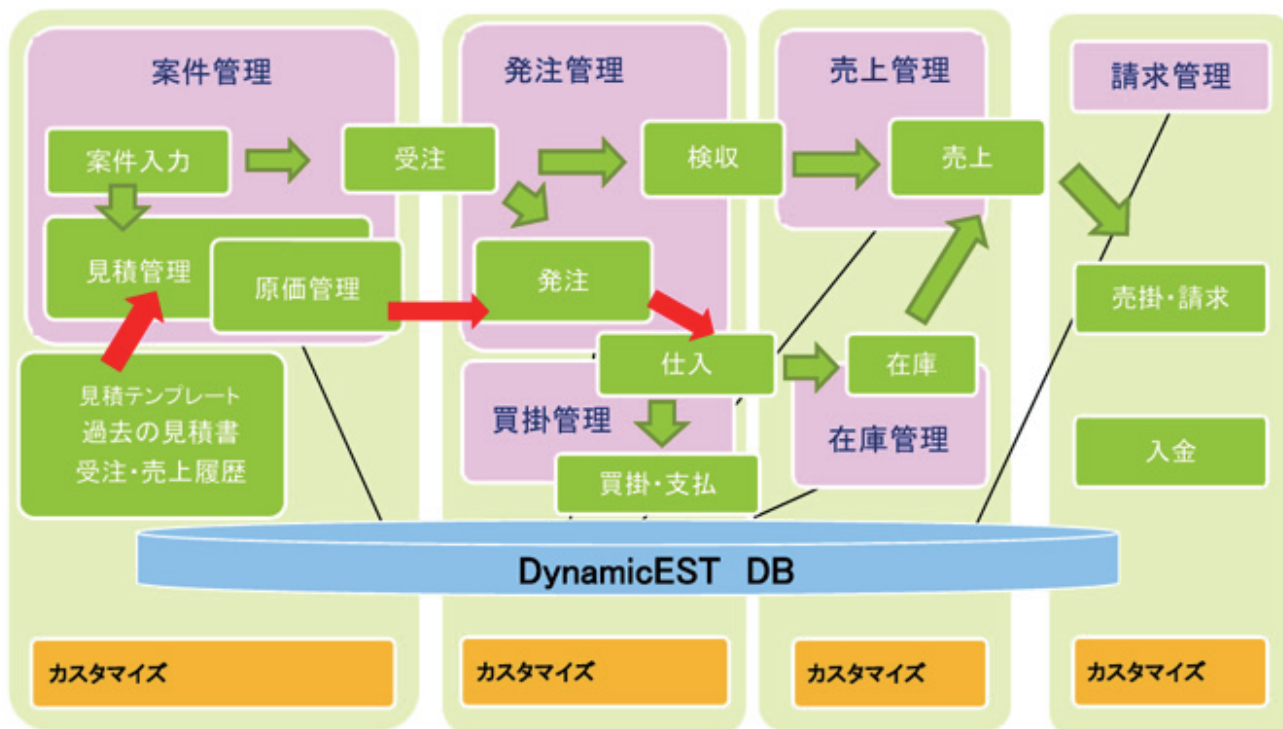 案件管理
発注管理
売上管理
請求管理
案件入力
受注
検収
売上
見積管理
原価管理
発注
売掛・請求
仕入
在庫
見積テンプレート
過去の見積書
受注・売上履歴
買掛管理
在庫管理
入金
買掛・支払
DynamicEST DB
カスタマイズ
カスタマイズ
カスタマイズ
カスタマイズ